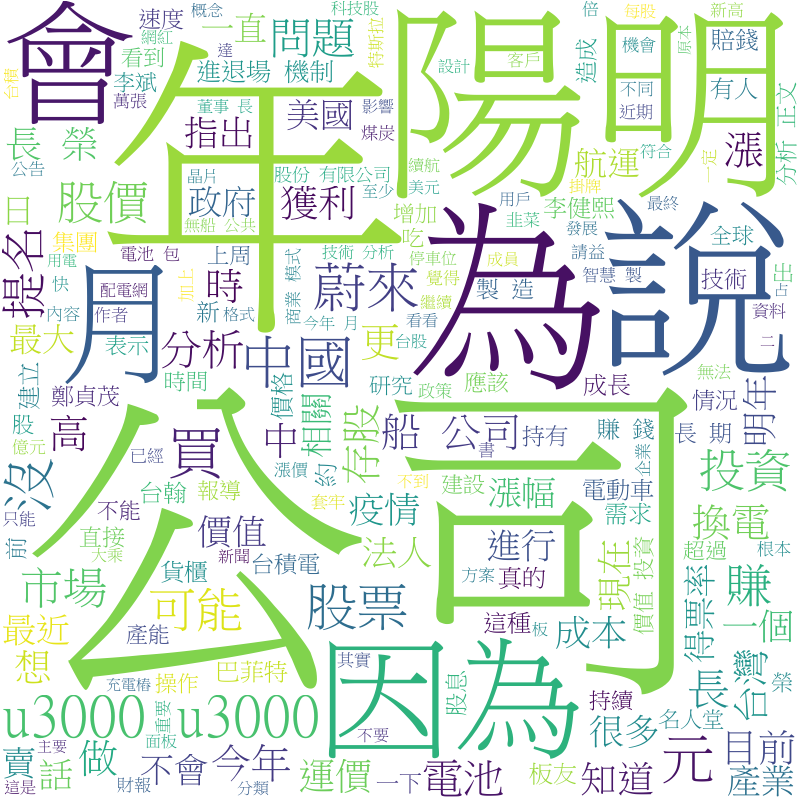 會
年
陽明
公司
為
說
因為
月
速度
概念
一直
科技股
特斯拉
倍
每股
新高
網紅
達
看到
問題
造成
機會
原本
賠錢
台積
李斌
進退場 機制
設計
客戶
不同
有人
正文
萬張
董事 長
影響
近期
長 榮
指出
美國
煤炭
航運
符合
漲
分析
公告
晶片
股份 有限公司
續航
掛牌
一定
日
股價
政府
獲利
至少
美元
用戶
李健熙
最終
無船 公共
增加
韭菜
發展
全球
提名
集團
電池 包
技術 分析
吃
停車位
請益
出
用電
上周
商業 模式
覺得
成員
智慧 製
技術
占
快
配電網
加上
時
蔚來
繼續
製 造
資料
內容
作者
新
格式
今年 月
看看
台股
二
最大
表示
分析
中國
更
建立
時間
價格
研究
政策
應該
成長
無法
情況
明年
鄭貞茂
股
高
買
中
相關
存股
船 公司
書
持有
賺 錢
企業
長 期
億元
已經
漲價
約
沒
台翰
報導
套牢
不到
建設
漲幅
電動車
投資
只能
不能
疫情
需求
換電
前
直接
價值
法人
進行
超過
根本
大乘
新聞
貨櫃
台積電
方案
真的
現在
價值 投資
得票率
市場
可能
股票
賺
最近
產能
這種
板
成本
一個
想
巴菲特
其實
股息
台灣
充電樁
操作
持續
長
名人堂
u3000 u3000
重要
面板
不要
很多
元
目前
賣
主要
話
做
不會
今年
運價
一下
電池
板友
知道
產業
這是
財報
分類
榮